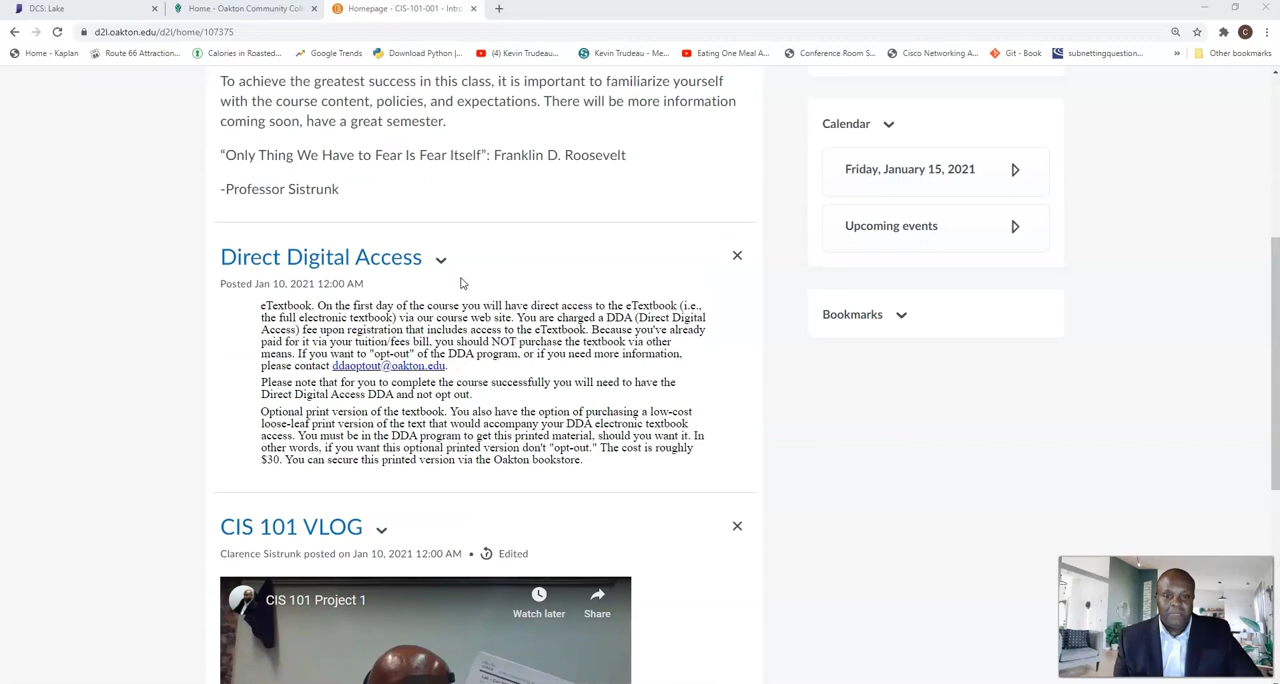 DCS: Lake
Home - Oakton Community Coll
Homepage - CIS-101-001 - Intro
d2l.oakton.edu/d2l/home/107375
C
Home - Kaplan
Route 66 Attraction...
Calories in Roasted...
Google Trends
Download Python |...
(4) Kevin Trudeau...
Kevin Trudeau - Me...
Eating One Meal A...
Conference Room S...
Cisco Networking A...
Git - Book
subnettingquestion...
»
Other bookmarks
To achieve the greatest success in this class, it is important to familiarize yourself
with the course content, policies, and expectations. There will be more information
coming soon, have a great semester.
“Only Thing We Have to Fear Is Fear Itself”: Franklin D. Roosevelt
-Professor Sistrunk
Direct Digital Access
Posted Jan 10, 2021 12:00 AM
eTextbook. On the first day of the course you will have direct access to the eTextbook (i.e.,
the full electronic textbook) via our course web site. You are charged a DDA (Direct Digital
Access) fee upon registration that includes access to the eTextbook. Because you've already
paid for it via your tuition/fees bill, you should NOT purchase the textbook via other
means. If you want to "opt-out" of the DDA program, or if you need more information,
please contact ddaoptout@oakton.edu.
Please note that for you to complete the course successfully you will need to have the
Direct Digital Access DDA and not opt out.
Optional print version of the textbook. You also have the option of purchasing a low-cost
loose-leaf print version of the text that would accompany your DDA electronic textbook
access. You must be in the DDA program to get this printed material, should you want it. In
other words, if you want this optional printed version don't "opt-out." The cost is roughly
$30. You can secure this printed version via the Oakton bookstore.
CIS 101 VLOG
Clarence Sistrunk posted on Jan 10, 2021 12:00 AM • Edited
CIS 101 Project 1
Watch later
Share
Calendar
Friday, January 15, 2021
Upcoming events
Bookmarks